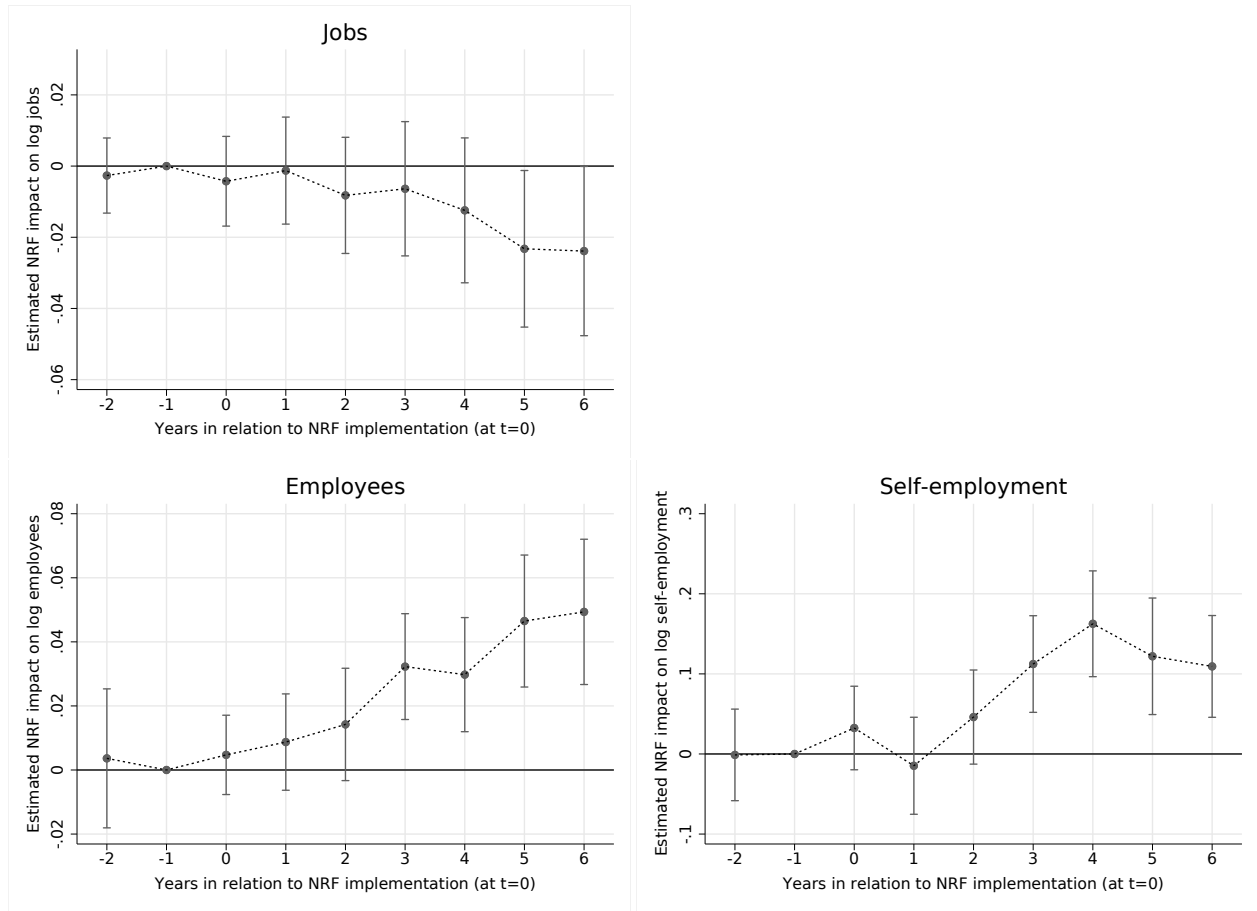 Jobs
Estimated NRF impact on log jobs
.02
0
-.02
-.04
-.06
-2 -1 0 1 2 3 4 5 6
Years in relation to NRF implementation (at t=0)
Employees
Estimated NRF impact on log employees
.08
.06
.04
.02
0
-.02
-2 -1 0 1 2 3 4 5 6
Years in relation to NRF implementation (at t=0)
Self-employment
Estimated NRF impact on log self-employment
.3
.2
.1
0
-.1
-2 -1 0 1 2 3 4 5 6
Years in relation to NRF implementation (at t=0)